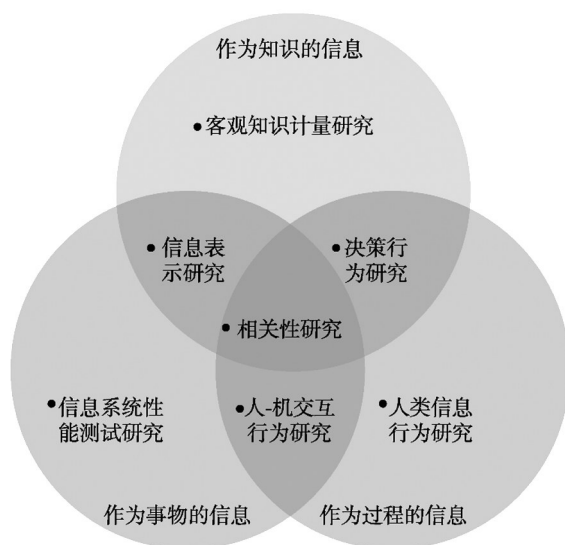 作为知识的信息
•客观知识计量研究
•信息表
示研究
•决策行
为研究
•相关性研究
•信息系统性
能测试研究
•人-机交互
行为研究
•人类信息
行为研究
作为事物的信息
作为过程的信息